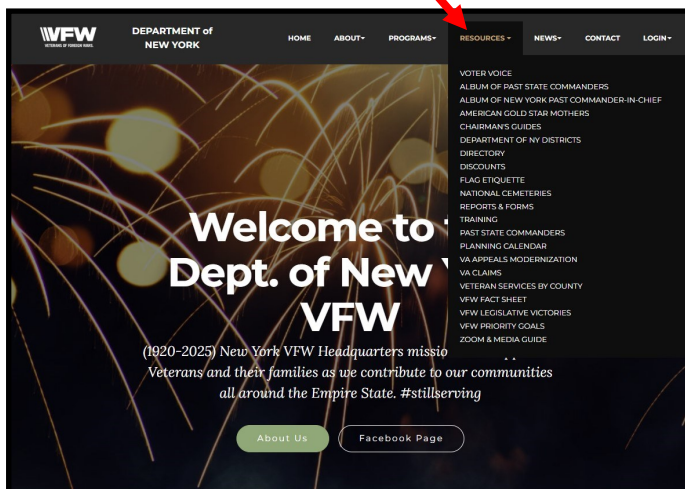 VFW
VETERANS OF FOREIGN WARS.
DEPARTMENT of
NEW YORK
HOME ABOUT PROGRAMS RESOURCES NEWS CONTACT LOGIN
VOTER VOICE
ALBUM OF PAST STATE COMMANDERS
ALBUM OF NEW YORK PAST COMMANDER-IN-CHIEF
AMERICAN GOLD STAR MOTHERS
CHAIRMAN'S GUIDES
DEPARTMENT OF NY DISTRICTS
DIRECTORY
DISCOUNTS
FLAG ETIQUETTE
NATIONAL CEMETERIES
REPORTS & FORMS
TRAINING
PAST STATE COMMANDERS
PLANNING CALENDAR
VA APPEALS MODERNIZATION
VA CLAIMS
VETERAN SERVICES BY COUNTY
VFW FACT SHEET
VFW LEGISLATIVE VICTORIES
VFW PRIORITY GOALS
ZOOM & MEDIA GUIDE
Welcome to
Dept. of New
VFW
(1920-2025) New York VFW Headquarters missio
Veterans and their families as we contribute to our communities
all around the Empire State. #stillserving
About Us Facebook Page